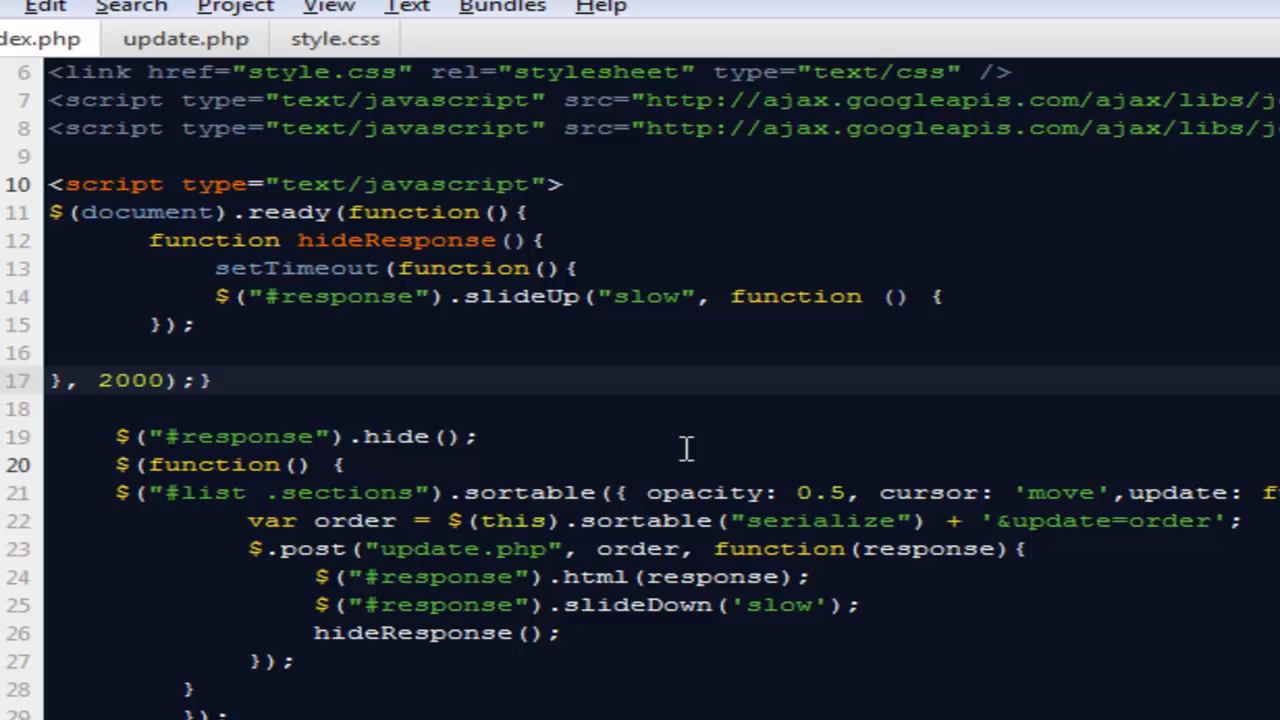 Edit Search Project View Text Bundles Help
dex.php update.php style.css
6 <link href="style.css" rel="stylesheet" type="text/css" />
7 <script type="text/javascript" src="http://ajax.googleapis.com/ajax/libs/j
8 <script type="text/javascript" src="http://ajax.googleapis.com/ajax/libs/j
9
10 <script type="text/javascript">
11 $(document).ready(function(){
12 function hideResponse(){
13 setTimeout(function(){
14 $("#response").slideUp("slow", function () {
15 });
16
17 }, 2000);}
18
19 $("#response").hide();
20 $(function() {
21 $("#list .sections").sortable({ opacity: 0.5, cursor: 'move',update: f
22 var order = $(this).sortable("serialize") + '&update=order';
23 $.post("update.php", order, function(response){
24 $("#response").html(response);
25 $("#response").slideDown('slow');
26 hideResponse();
27 });
28 }
29 });